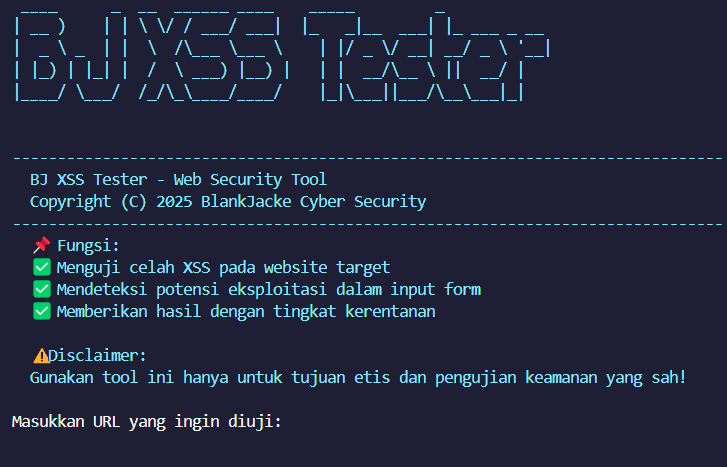 BJ XSS Tester
BJ XSS Tester - Web Security Tool
Copyright (C) 2025 BlankJacke Cyber Security
Fungsi:
Menguji celah XSS pada website target
Mendeteksi potensi eksploitasi dalam input form
Memberikan hasil dengan tingkat kerentanan
Disclaimer:
Gunakan tool ini hanya untuk tujuan etis dan pengujian keamanan yang sah!
Masukkan URL yang ingin diuji: